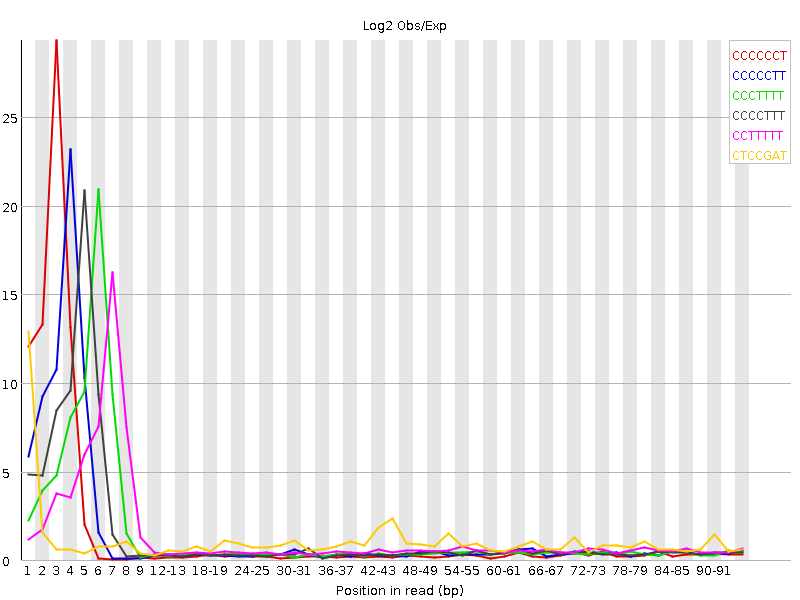 Log2 Obs/Exp
CCCCCCT
CCCCCTT
CCCTTTT
CCCCTTT
CCTTTTT
CTCCGAT
25
20
15
10
5
0
1 2 3 4 5 6 7 8 9 12-13 18-19 24-25 30-31 36-37 42-43 48-49 54-55 60-61 66-67 72-73 78-79 84-85 90-91
Position in read (bp)